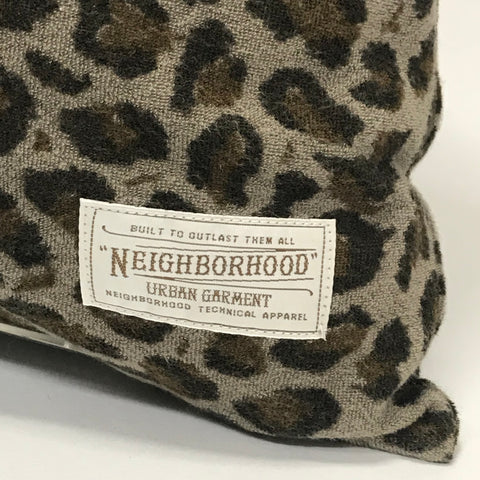 BUILT TO OUTLAST THEM ALL
"NEIGHBORHOOD"
URBAN GARMENT
NEIGHBORHOOD TECHNICAL APPAREL